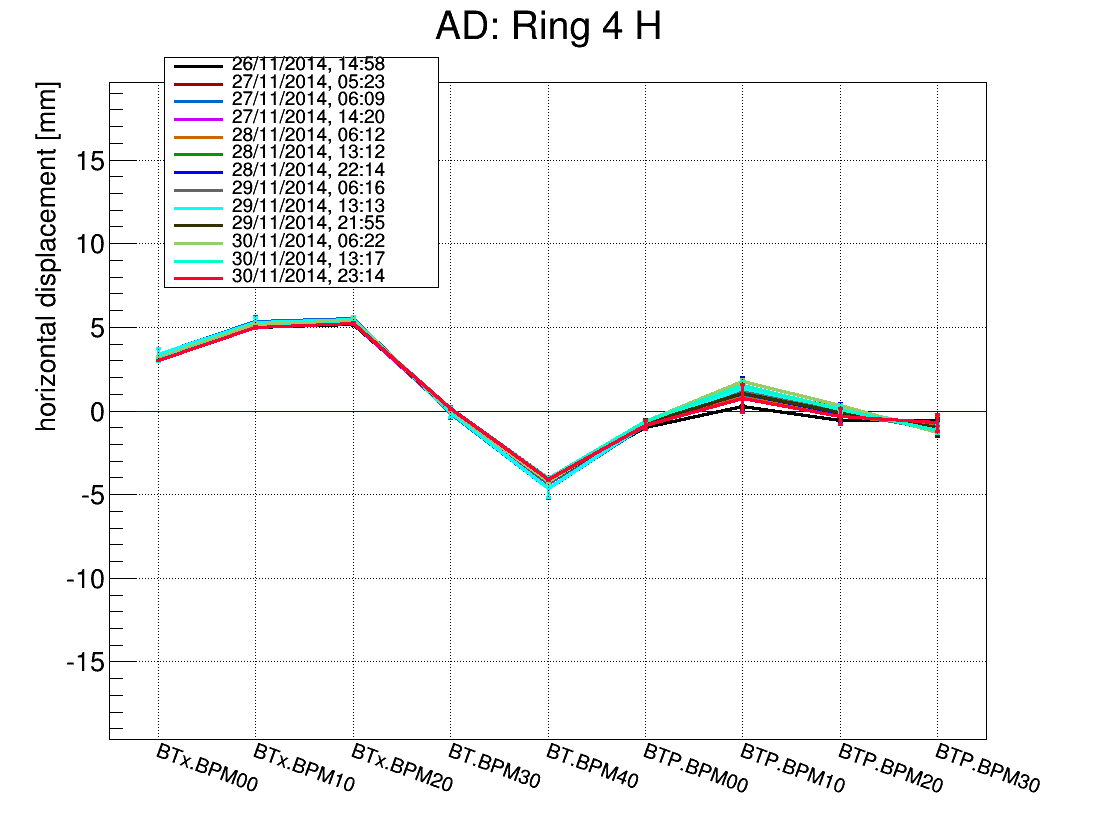 AD: Ring 4 H
horizontal displacement [mm]
26/11/2014, 14:58
27/11/2014, 05:23
27/11/2014, 06:09
27/11/2014, 14:20
28/11/2014, 06:12
28/11/2014, 13:12
28/11/2014, 22:14
29/11/2014, 06:16
29/11/2014, 13:13
29/11/2014, 21:55
30/11/2014, 06:22
30/11/2014, 13:17
30/11/2014, 23:14
15
10
5
0
-5
-10
-15
BTx.BPM00
BTx.BPM10
BTx.BPM20
BT.BPM30
BT.BPM40
BTP.BPM00
BTP.BPM10
BTP.BPM20
BTP.BPM30